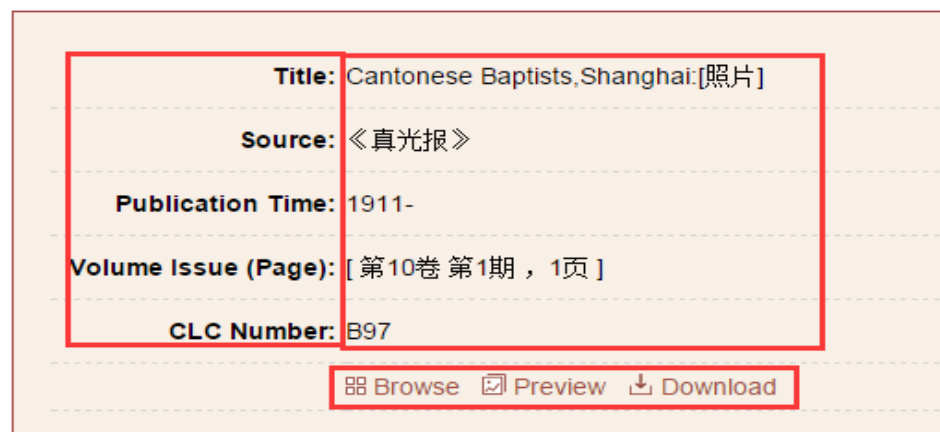 Title: Cantonese Baptists,Shanghai:[照片]
Source: 《真光报》
Publication Time: 1911-
Volume Issue (Page): [ 第10卷 第1期 , 1页 ]
CLC Number: B97
Browse Preview Download